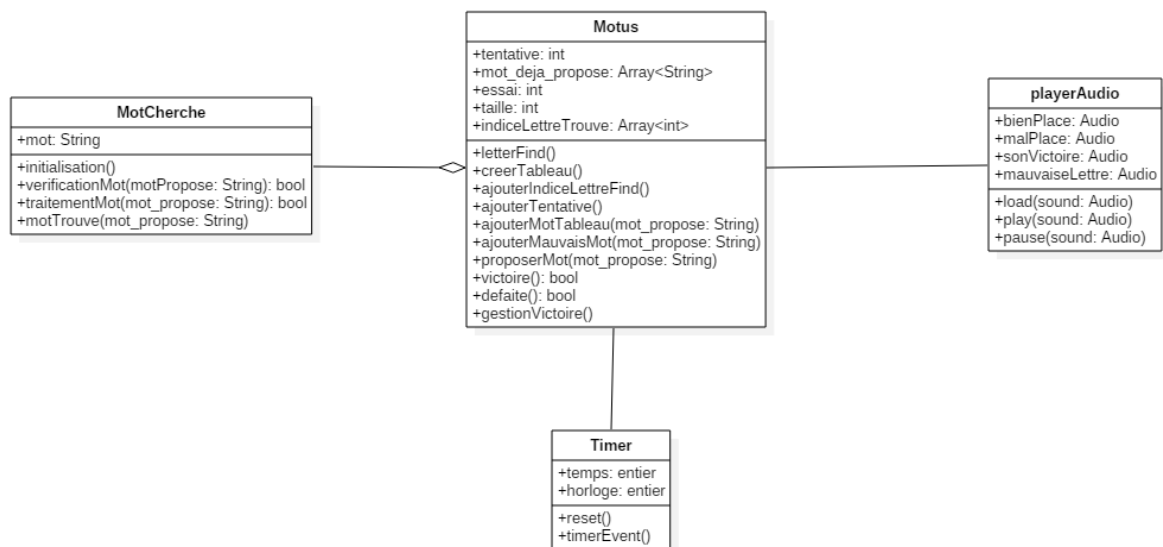 MotCherche
+mot: String
+initialisation()
+verificationMot(motPropose: String): bool
+traitementMot(mot_propose: String): bool
+motTrouve(mot_propose: String)
Motus
+tentative: int
+mot_deja_propose: Array<String>
+essai: int
+taille: int
+indiceLettreTrouve: Array<int>
+letterFind()
+creerTableau()
+ajouterIndiceLettreFind()
+ajouterTentative()
+ajouterMotTableau(mot_propose: String)
+ajouterMauvaisMot(mot_propose: String)
+proposerMot(mot_propose: String)
+victoire(): bool
+defaite(): bool
+gestionVictoire()
playerAudio
+bienPlace: Audio
+malPlace: Audio
+sonVictoire: Audio
+mauvaiseLettre: Audio
+load(sound: Audio)
+play(sound: Audio)
+pause(sound: Audio)
Timer
+temps: entier
+horloge: entier
+reset()
+timerEvent()